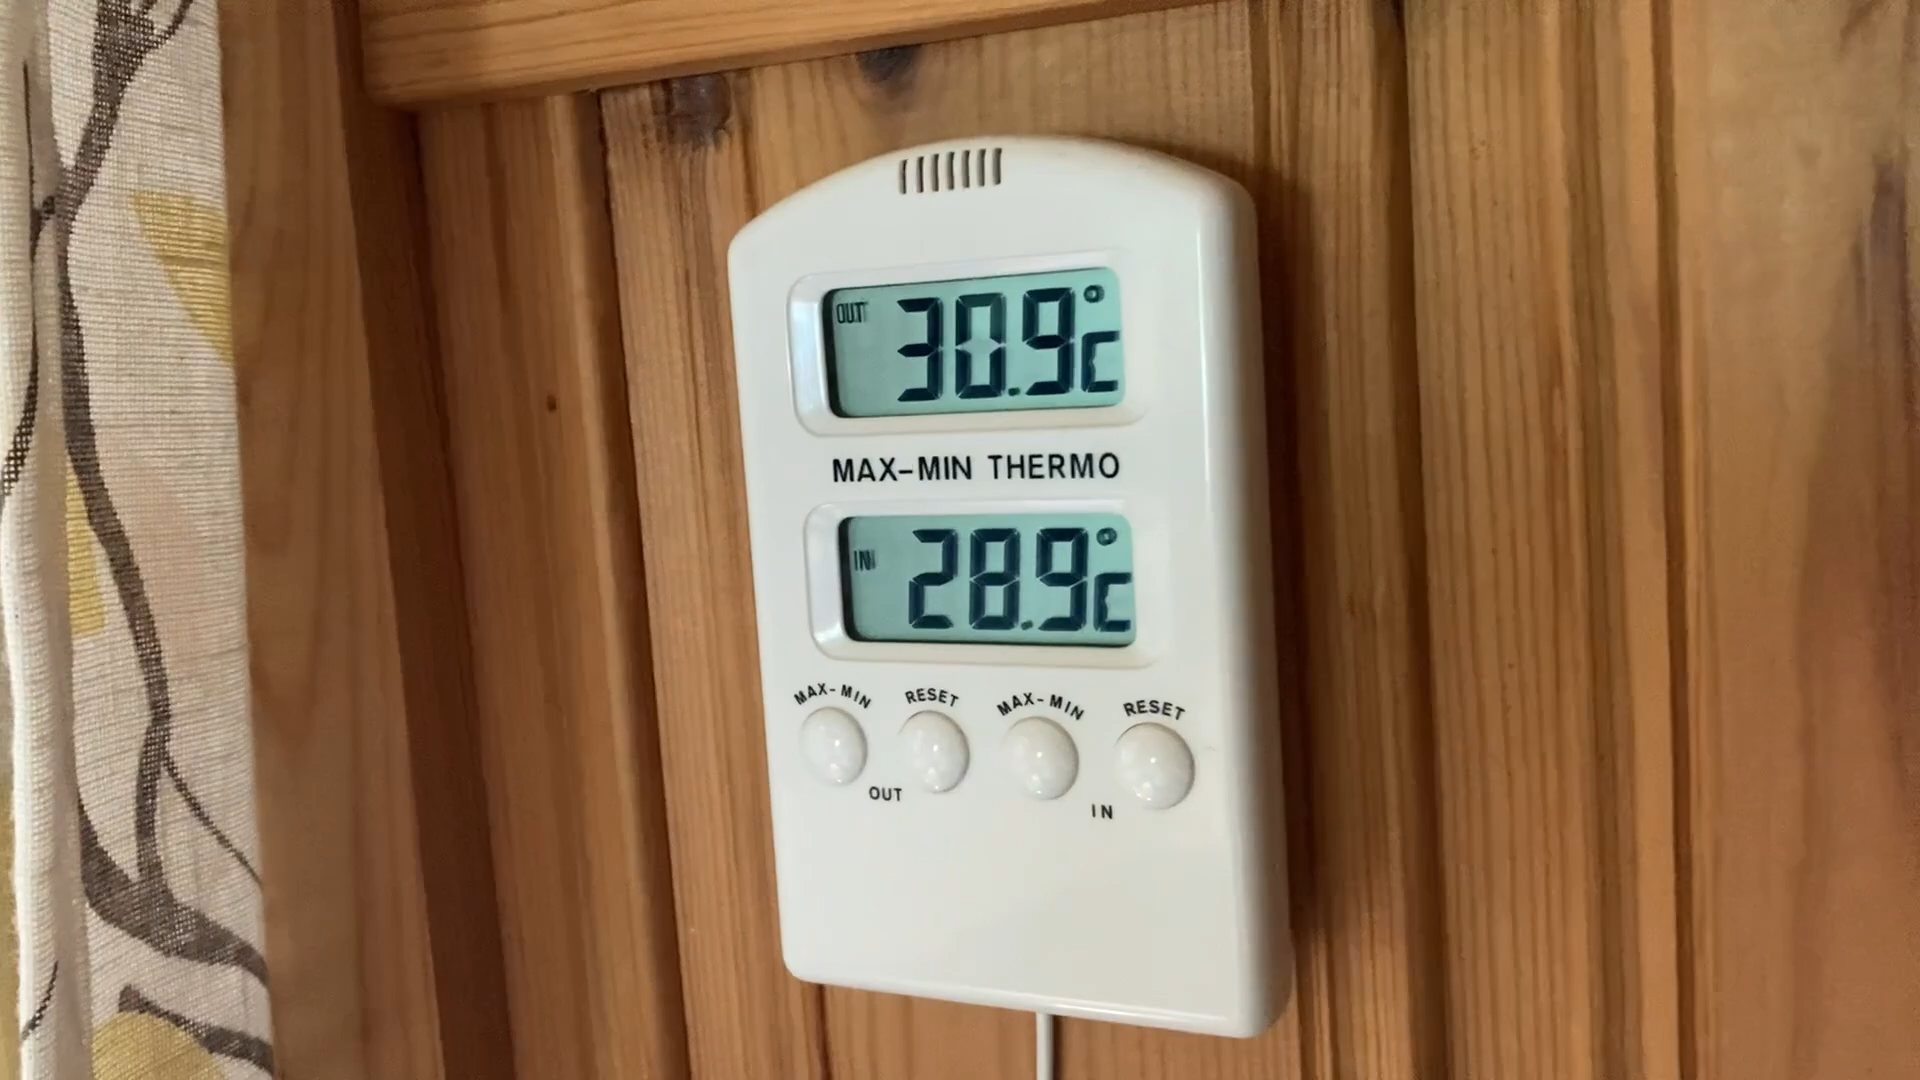 OUT 30.9°C
MAX-MIN THERMO
IN 28.9°C
MAX-MIN RESET MAX-MIN RESET
OUT IN